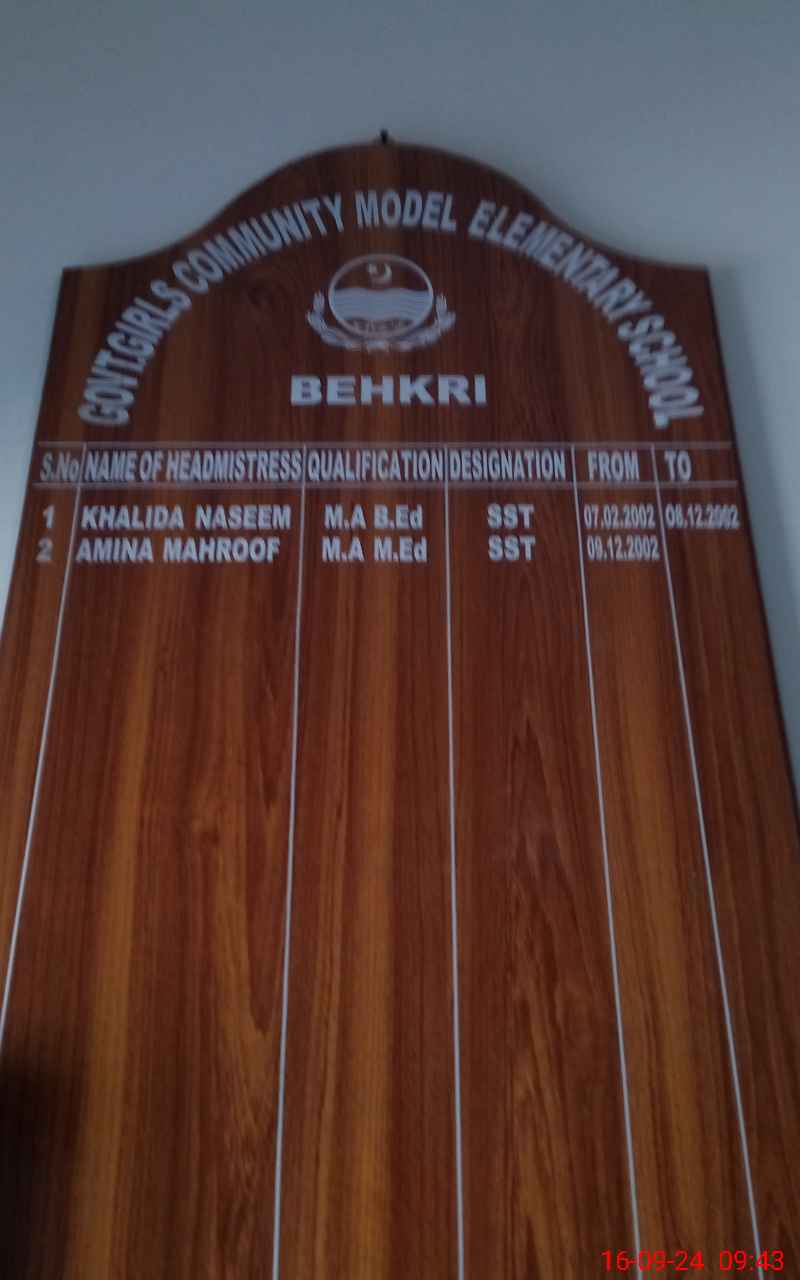 GOVT.GIRLS COMMUNITY MODEL ELEMENTARY SCHOOL
BEHKRI
S.No NAME OF HEADMISTRESS QUALIFICATION DESIGNATION FROM TO
1 KHALIDA NASEEM M.A B.Ed SST 07.02.2002 08.12.2002
2 AMINA MAHROOF M.A M.Ed SST 09.12.2002
16-09-24 09:43